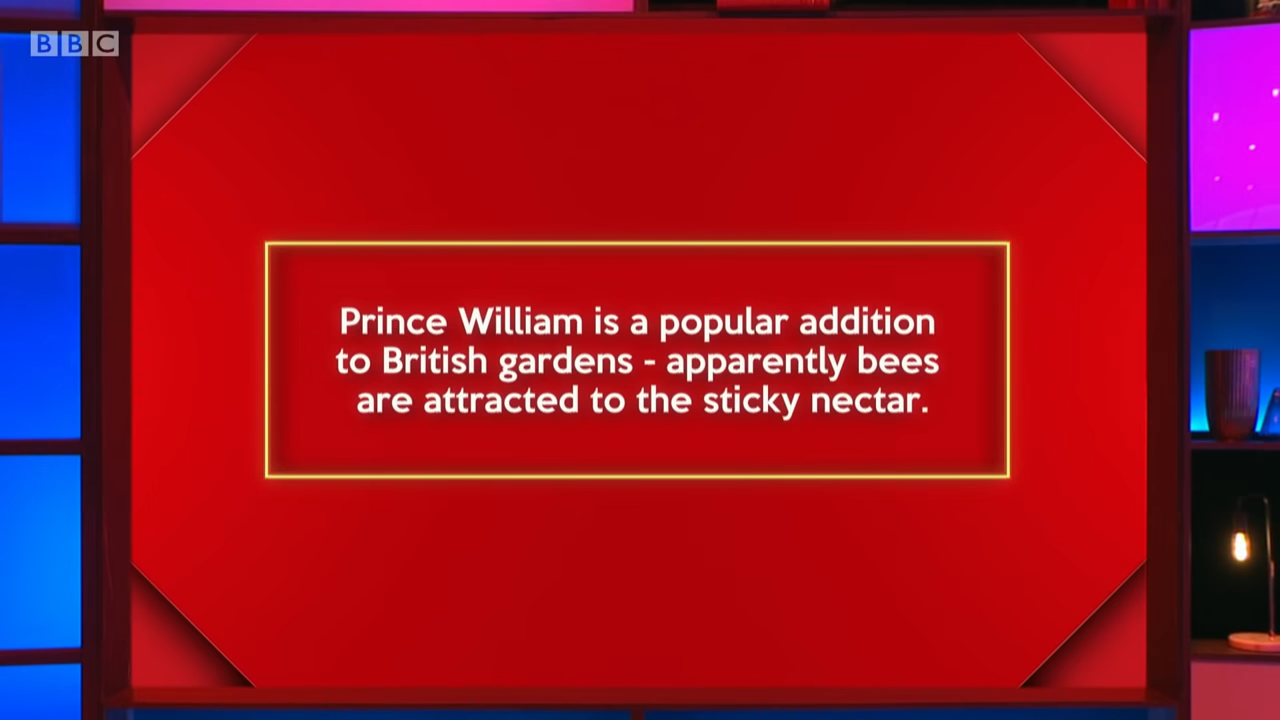 BBC
Prince William is a popular addition
to British gardens - apparently bees
are attracted to the sticky nectar.